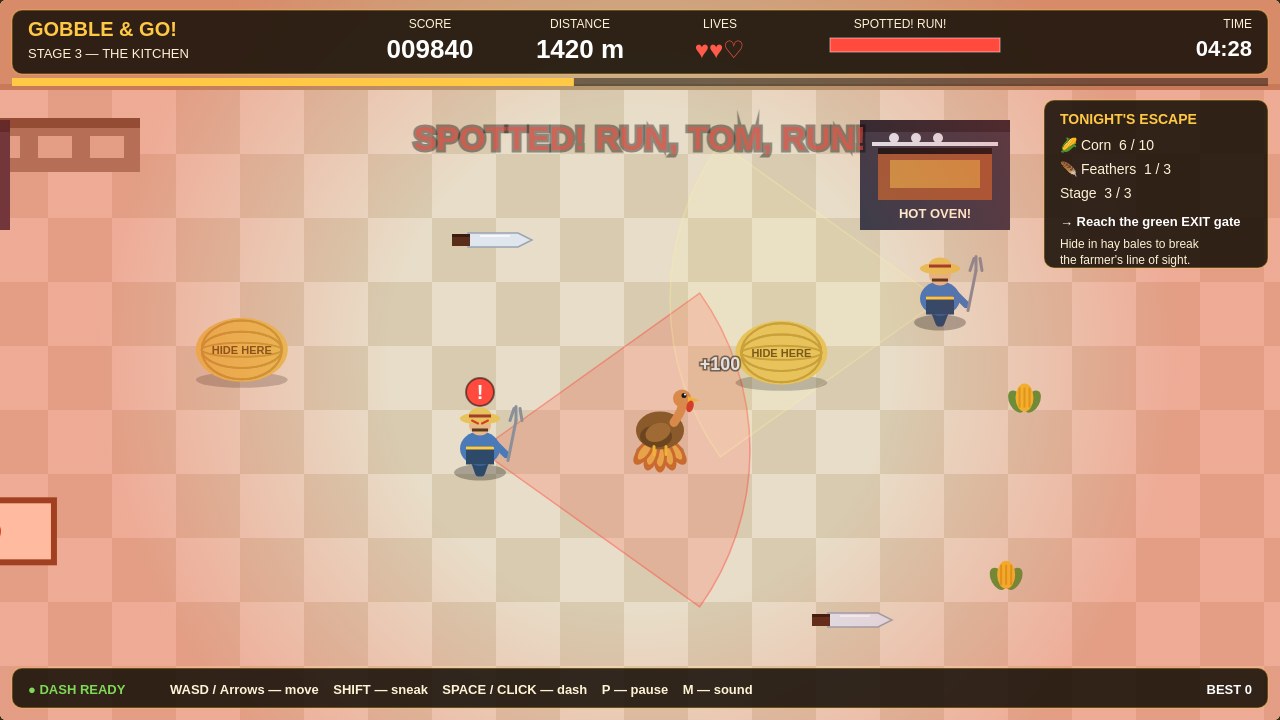 GOBBLE & GO!
STAGE 3 — THE KITCHEN
SCORE
009840
DISTANCE
1420 m
LIVES
♥♥♡
SPOTTED! RUN!
TIME
04:28
SPOTTED! RUN, TOM, RUN!
HOT OVEN!
TONIGHT'S ESCAPE
🌽 Corn 6 / 10
🪶 Feathers 1 / 3
Stage 3 / 3
→ Reach the green EXIT gate
Hide in hay bales to break
the farmer's line of sight.
HIDE HERE
HIDE HERE
+100
!
● DASH READY
WASD / Arrows — move SHIFT — sneak SPACE / CLICK — dash P — pause M — sound
BEST 0